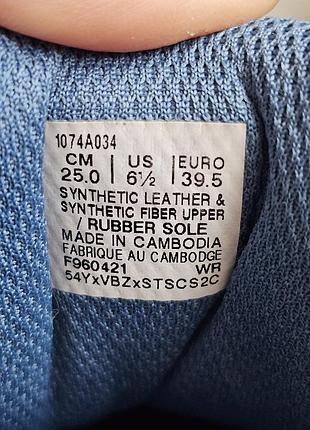 1074A034
CM US EURO
25.0 6½ 39.5
SYNTHETIC LEATHER &
SYNTHETIC FIBER UPPER
/ RUBBER SOLE
MADE IN CAMBODIA
FABRIQUE AU CAMBODGE
F960421 WR
54YxVBZxSTSCS2C